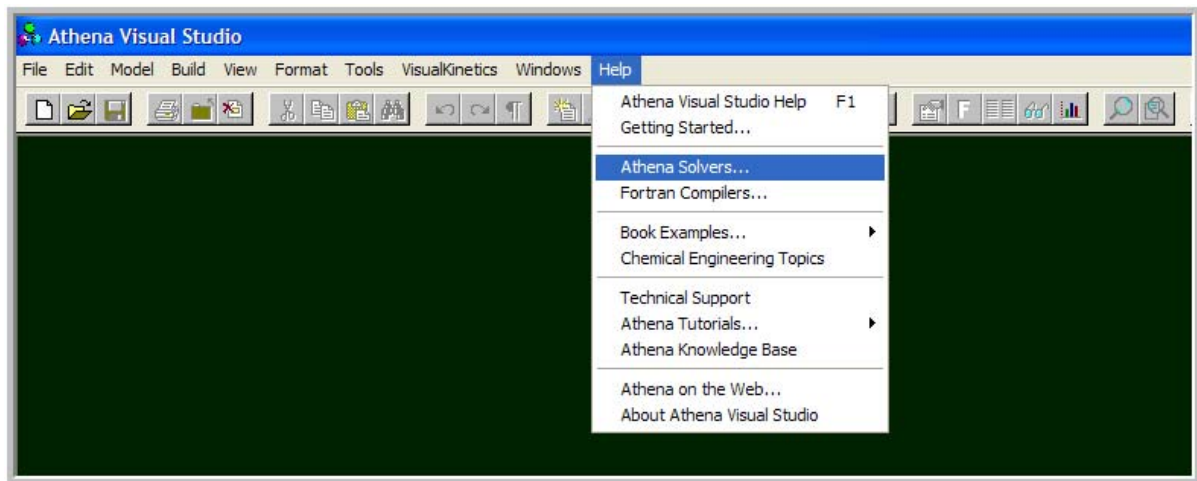 Athena Visual Studio
File Edit Model Build View Format Tools VisualKinetics Windows Help
Athena Visual Studio Help F1
Getting Started...
Athena Solvers...
Fortran Compilers...
Book Examples...
Chemical Engineering Topics
Technical Support
Athena Tutorials...
Athena Knowledge Base
Athena on the Web...
About Athena Visual Studio